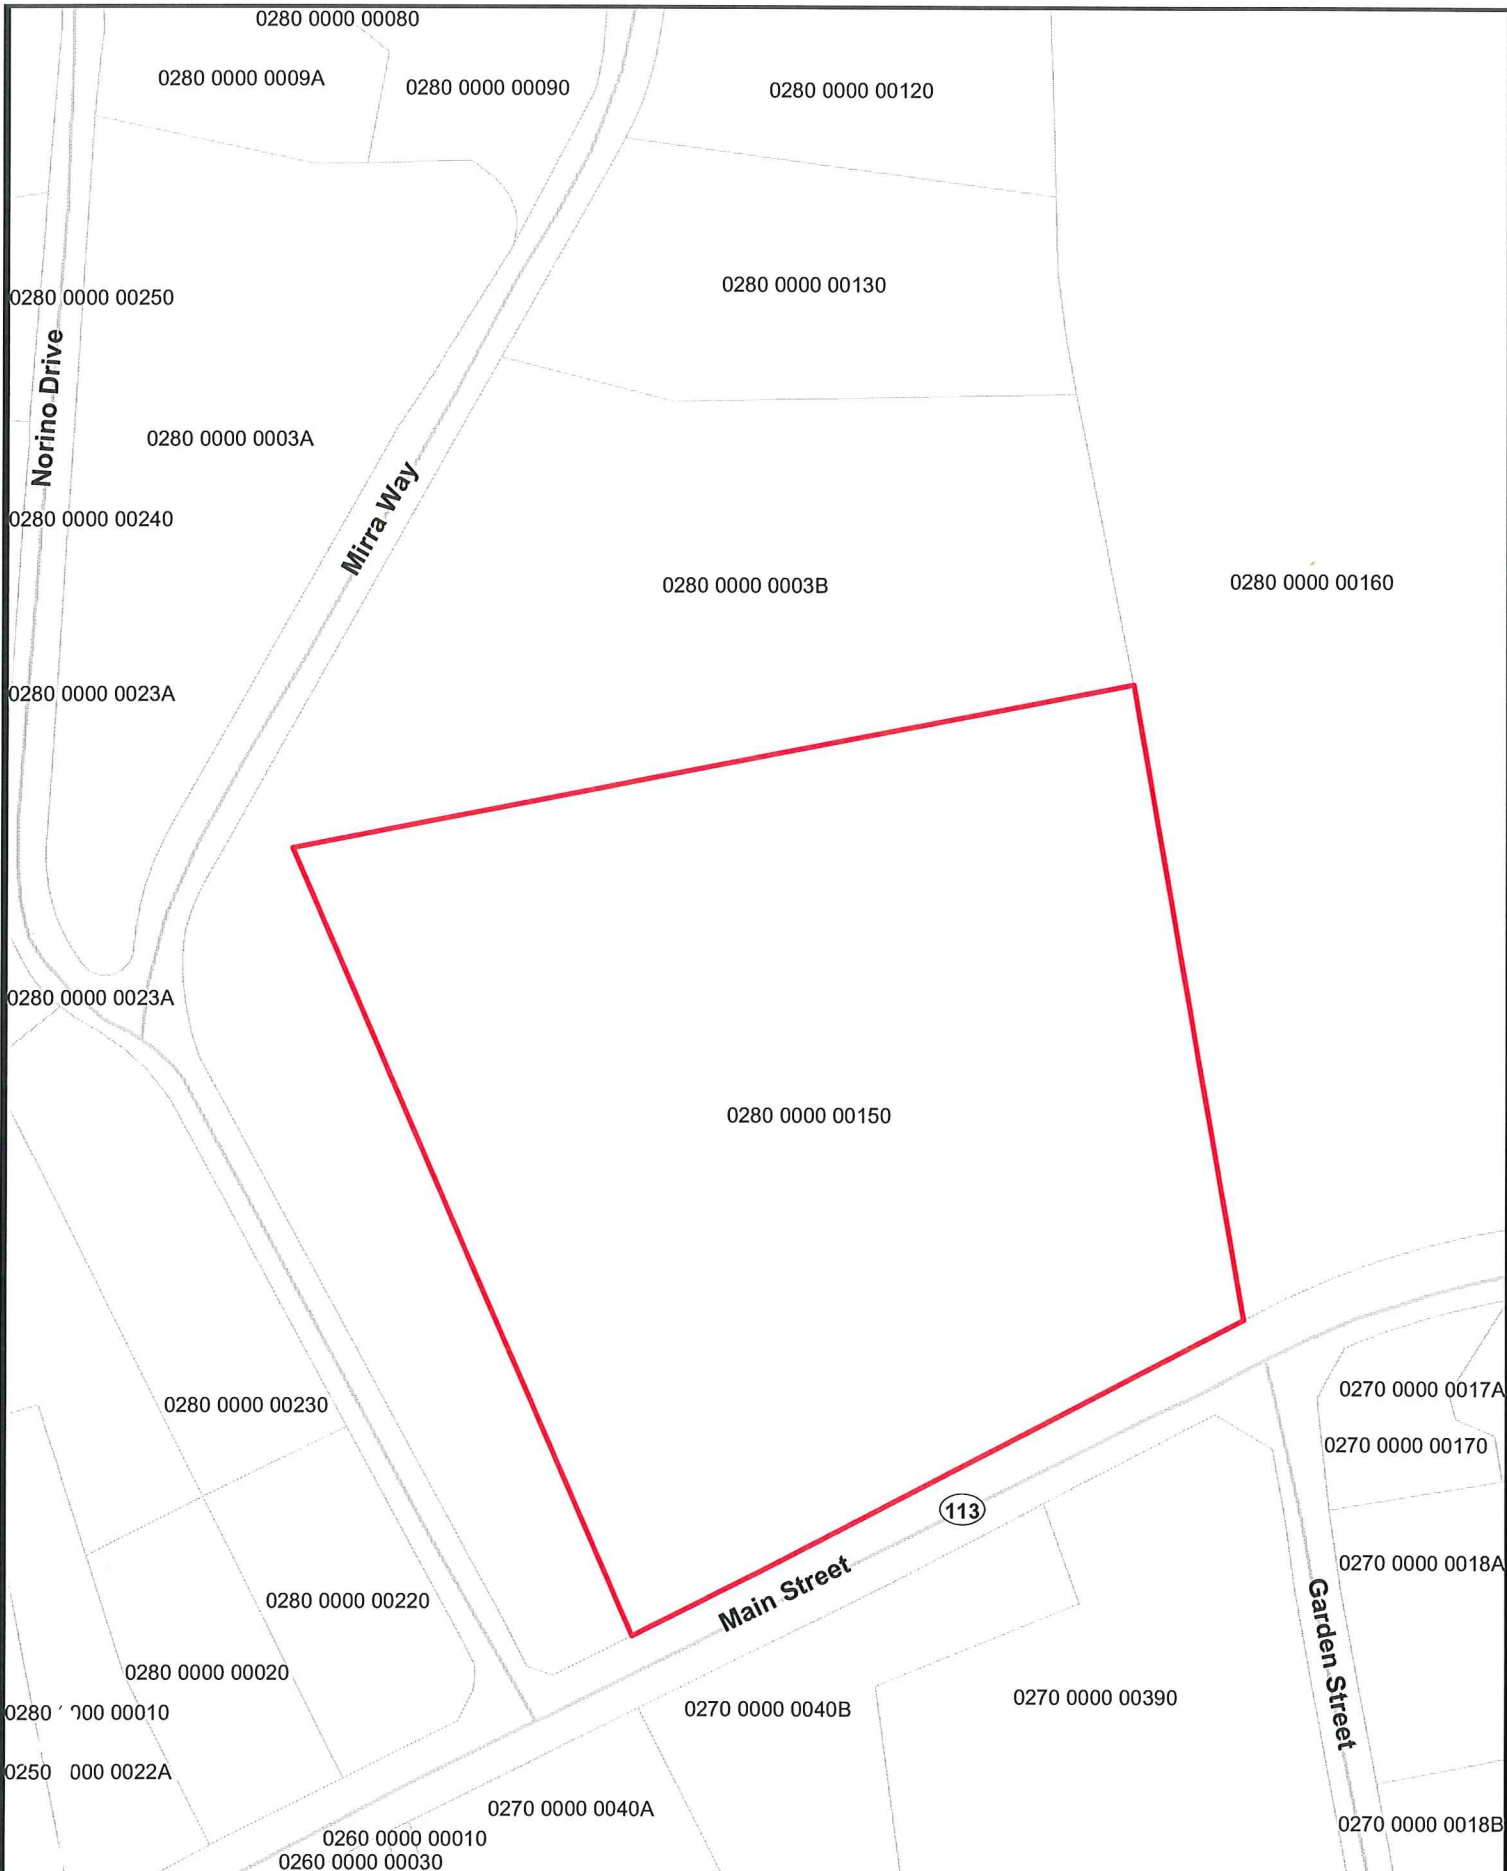 0280 0000 00080
0280 0000 0009A
0280 0000 00090
0280 0000 00120
0280 0000 00130
0280 0000 00250
Norino Drive
0280 0000 0003A
Mirra Way
0280 0000 00240
0280 0000 0003B
0280 0000 00160
0280 0000 0023A
0280 0000 0023A
0280 0000 00150
0270 0000 0017A
0280 0000 00230
0270 0000 00170
113
0270 0000 0018A
Main Street
0280 0000 00220
Garden Street
0280 0000 00020
0270 0000 00390
0270 0000 0040B
0280 000 00010
0250 000 0022A
0270 0000 0040A
0270 0000 0018B
0260 0000 00010
0260 0000 00030